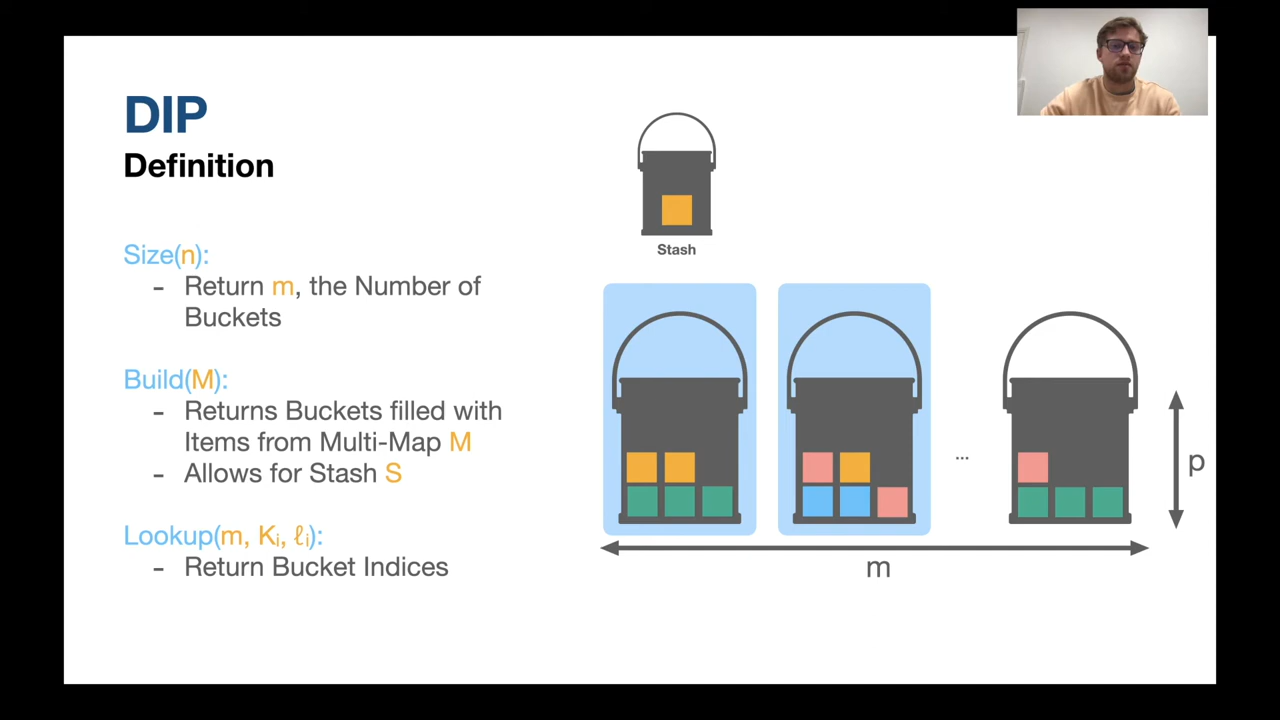 DIP
Definition
Size(n):
- Return m, the Number of
Buckets
Build(M):
- Returns Buckets filled with
Items from Multi-Map M
- Allows for Stash S
Lookup(m, Kᵢ, ℓᵢ):
- Return Bucket Indices
Stash
...
p
m